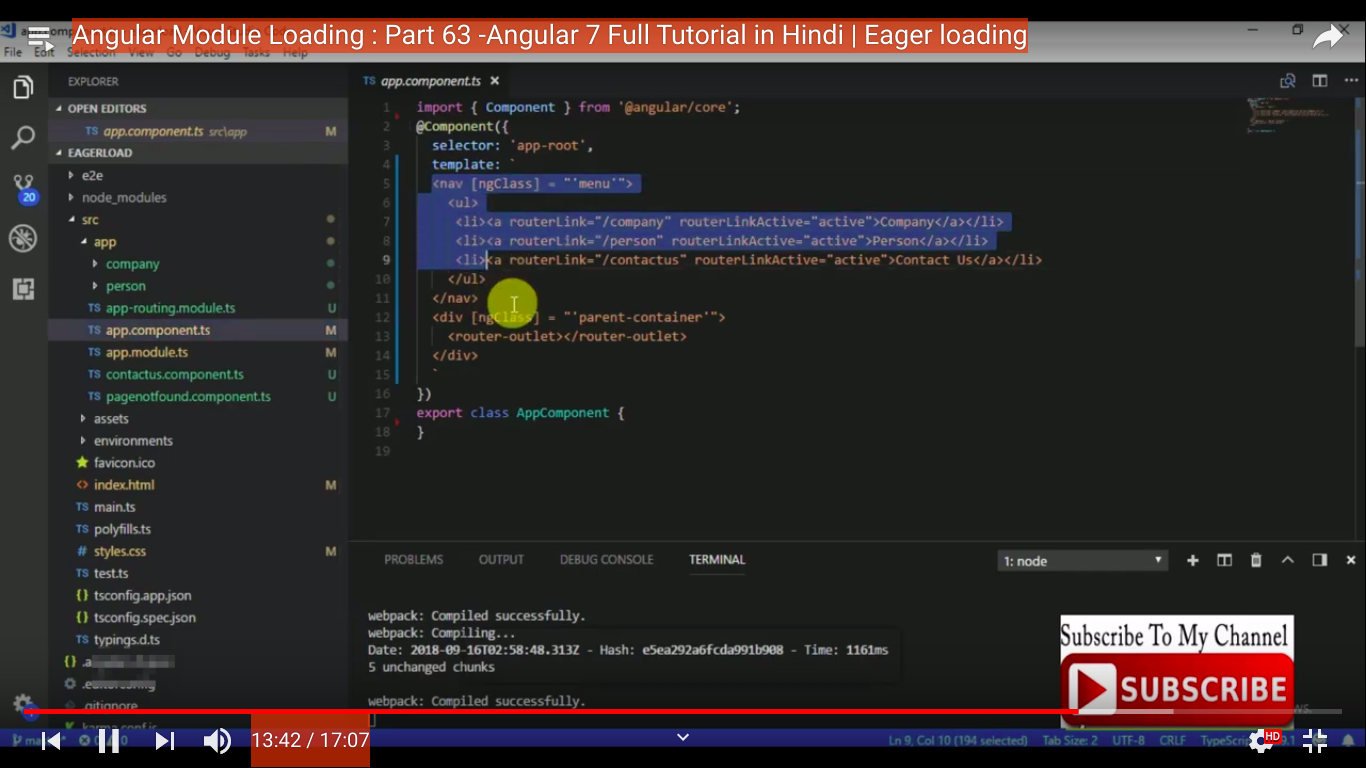 Angular Module Loading : Part 63 -Angular 7 Full Tutorial in Hindi | Eager loading
File Edit Selection View Go Debug Tasks Help
EXPLORER
OPEN EDITORS
TS app.component.ts src\app M
EAGERLOAD
e2e
node_modules
src
app
company
person
TS app-routing.module.ts U
TS app.component.ts M
TS app.module.ts M
TS contactus.component.ts U
TS pagenotfound.component.ts U
assets
environments
favicon.ico
<> index.html M
TS main.ts
TS polyfills.ts
# styles.css M
TS test.ts
{} tsconfig.app.json
{} tsconfig.spec.json
TS typings.d.ts
.editorconfig
.gitignore
karma.conf.js
20
TS app.component.ts ×
1 import { Component } from '@angular/core';
2 @Component({
3 selector: 'app-root',
4 template: `
5 <nav [ngClass] = "'menu'">
6 <ul>
7 <li><a routerLink="/company" routerLinkActive="active">Company</a></li>
8 <li><a routerLink="/person" routerLinkActive="active">Person</a></li>
9 <li><a routerLink="/contactus" routerLinkActive="active">Contact Us</a></li>
10 </ul>
11 </nav>
12 <div [ngClass] = "'parent-container'">
13 <router-outlet></router-outlet>
14 </div>
15 `
16 })
17 export class AppComponent {
18 }
19
PROBLEMS OUTPUT DEBUG CONSOLE TERMINAL 1: node
webpack: Compiled successfully.
webpack: Compiling...
Date: 2018-09-16T02:58:48.313Z - Hash: e5ea292a6fcda991b908 - Time: 1161ms
5 unchanged chunks
webpack: Compiled successfully.
Subscribe To My Channel
SUBSCRIBE
13:42 / 17:07
Ln 9, Col 10 (194 selected) Tab Size: 2 UTF-8 CRLF
HD